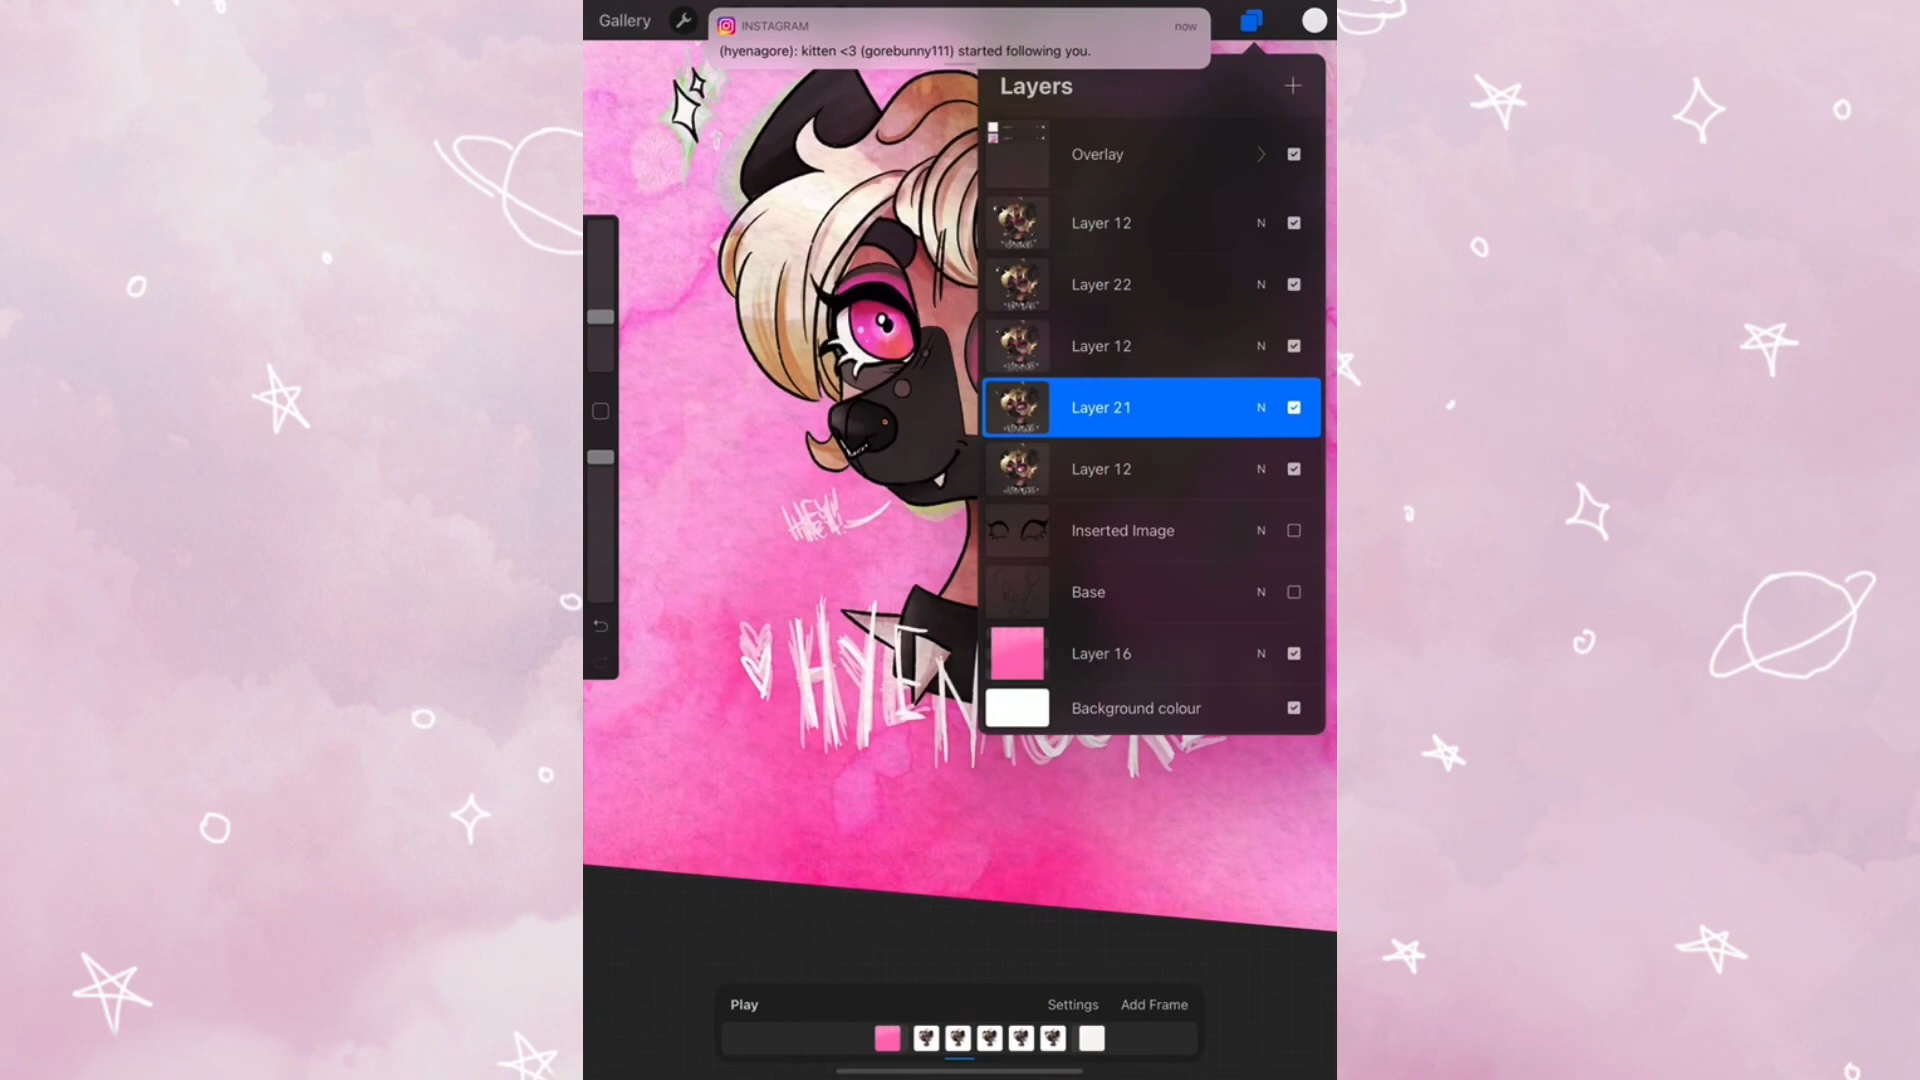 Gallery
INSTAGRAM
now
(hyenagore): kitten <3 (gorebunny111) started following you.
Layers
Overlay
Layer 12 N
Layer 22 N
Layer 12 N
Layer 21 N
Layer 12 N
Inserted Image N
Base N
Layer 16 N
Background colour
HEY!
HYEN
Play
Settings
Add Frame